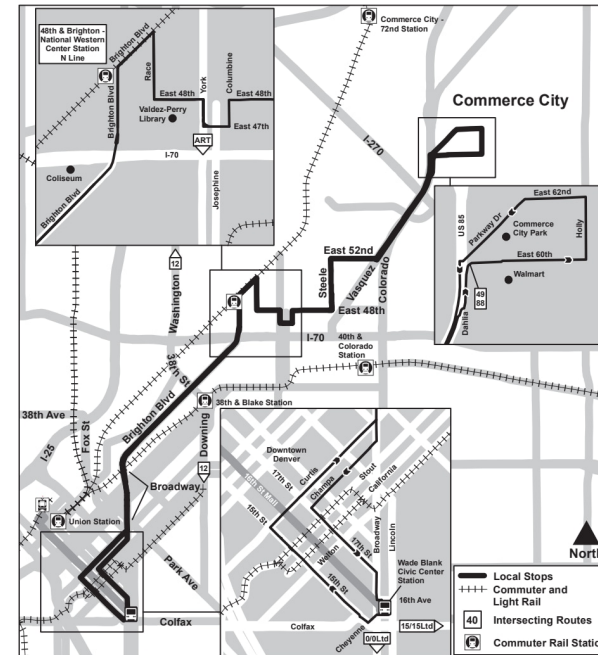 48th & Brighton -
National Western
Center Station
N Line
Brighton Blvd
Race
York
Columbine
East 48th
East 48th
Valdez-Perry
Library
East 47th
ART
Brighton Blvd
I-70
Coliseum
Josephine
Brighton Blvd
Commerce City -
72nd Station
Commerce City
I-270
East 62nd
US 85
Parkway Dr
Commerce
City Park
Holly
East 60th
Walmart
49
88
Dahlia
12
Washington
East 52nd
Steele
Vasquez
Colorado
East 48th
I-70
40th &
Colorado
Station
38th St
38th & Blake Station
38th Ave
Fox St
Brighton Blvd
Downing
I-25
12
Broadway
Union Station
Park Ave
Colfax
Downtown
Denver
Curtis
Champa
Stout
California
17th St
16th St Mall
15th St
Welton
17th St
15th St
Broadway
Lincoln
Wade Blank
Civic Center
Station
16th Ave
Colfax
Cheyenne
0/0Ltd
15/15Ltd
North
Local Stops
Commuter and
Light Rail
40
Intersecting Routes
Commuter Rail Static